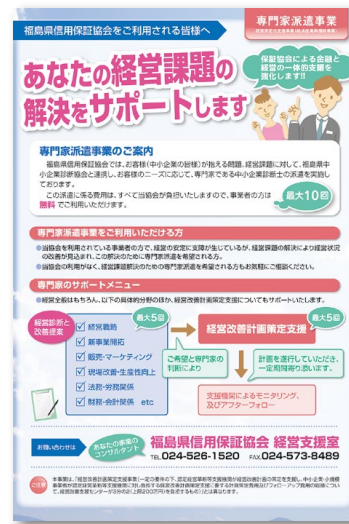 福島県信用保証協会をご利用される皆様へ
専門家派遣事業
保証協会による金融と
経営の一体的支援を
強化します!!
あなたの経営課題の
解決をサポートします
専門家派遣事業のご案内
福島県信用保証協会では、お客様(中小企業の皆様)が抱える問題、経営課題に対して、福島県中
小企業診断協会と連携し、お客様のニーズに応じて、専門家である中小企業診断士の派遣を実施し
ております。
この派遣に係る費用は、すべて当協会が負担いたしますので、事業者の方は
無料でご利用いただけます。
最大10回
専門家派遣事業をご利用いただける方
●当協会を利用されている事業者の方で、経営の安定に支障が生じているが、経営課題の解決により経営状況
の改善が見込まれ、この解決のために専門家派遣を希望される方。
●当協会の利用がなく、経営課題解決のための専門家派遣を希望される方もお気軽にご相談ください。
専門家のサポートメニュー
●経営全般はもちろん、以下の具体的分野のほか、経営改善計画策定支援についてもサポートいたします。
経営診断と
改善提案
最大5回
経営戦略
新事業開拓
販売・マーケティング
現場改善・生産性向上
法務・労務関係
財務・会計関係 etc
最大5回
経営改善計画策定支援
ご希望と専門家の
判断により
計画を遂行していただき、
一定期間寄り添います。
支援機関によるモニタリング、
及びアフターフォロー
お問い合わせは
あなたの事業の
コンサルタント
福島県信用保証協会 経営支援室
TEL.024-526-1520 FAX.024-573-8489